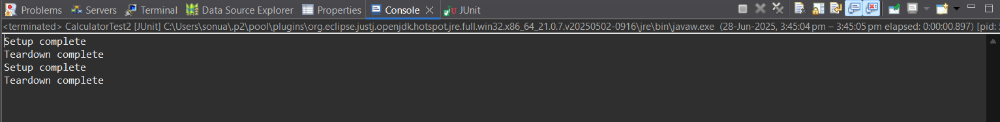 Problems Servers Terminal Data Source Explorer Properties Console JUnit
<terminated> CalculatorTest2 [JUnit] C:\Users\sonua\.p2\pool\plugins\org.eclipse.justj.openjdk.hotspot.jre.full.win32.x86_64_21.0.7.v20250502-0916\jre\bin\javaw.exe (28-Jun-2025, 3:45:04 pm – 3:45:05 pm elapsed: 0:00:00.897) [pid:
Setup complete
Teardown complete
Setup complete
Teardown complete